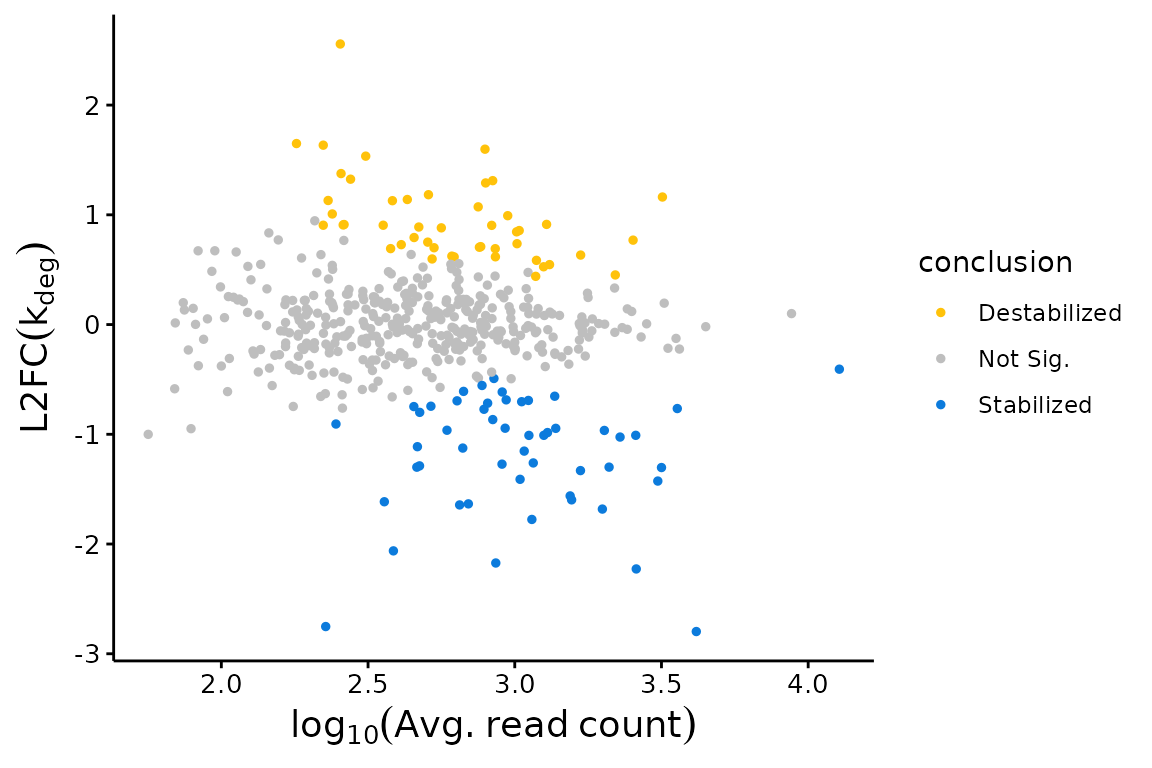 L2FC(k_deg)
2
1
0
-1
-2
-3
2.0 2.5 3.0 3.5 4.0
log₁₀(Avg. read count)
conclusion
Destabilized
Not Sig.
Stabilized